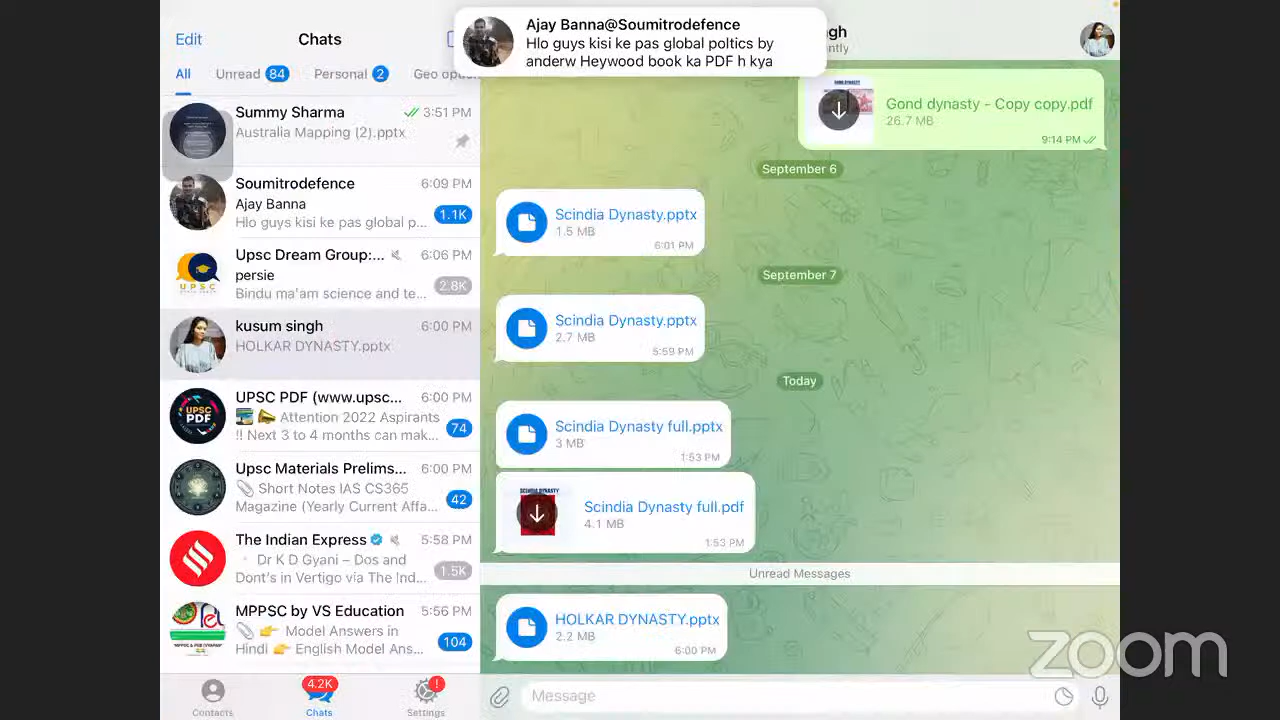 Edit
Chats
All
Unread 84
Personal 2
Geo optio
Summy Sharma
3:51 PM
Australia Mapping (1).pptx
Soumitrodefence
6:09 PM
Ajay Banna
Hlo guys kisi ke pas global p...
1.1K
Upsc Dream Group:...
6:06 PM
persie
Bindu ma'am science and te...
2.8K
kusum singh
6:00 PM
HOLKAR DYNASTY.pptx
UPSC PDF (www.upsc...
6:00 PM
Attention 2022 Aspirants
!! Next 3 to 4 months can mak...
74
Upsc Materials Prelims...
6:00 PM
Short Notes IAS CS365
Magazine (Yearly Current Affa...
42
The Indian Express
5:58 PM
Dr K D Gyani – Dos and
Dont's in Vertigo via The Ind...
1.5K
MPPSC by VS Education
5:56 PM
Model Answers in
Hindi 👉 English Model Ans...
104
Contacts
4.2K
Chats
Settings
Ajay Banna@Soumitrodefence
Hlo guys kisi ke pas global poltics by
anderw Heywood book ka PDF h kya
gh
ntly
Gond dynasty - Copy copy.pdf
26.7 MB
9:14 PM
September 6
Scindia Dynasty.pptx
1.5 MB
6:01 PM
September 7
Scindia Dynasty.pptx
2.7 MB
5:59 PM
Today
Scindia Dynasty full.pptx
3 MB
1:53 PM
SCINDIA DYNASTY
Scindia Dynasty full.pdf
4.1 MB
1:53 PM
Unread Messages
HOLKAR DYNASTY.pptx
2.2 MB
6:00 PM
Message
zoom